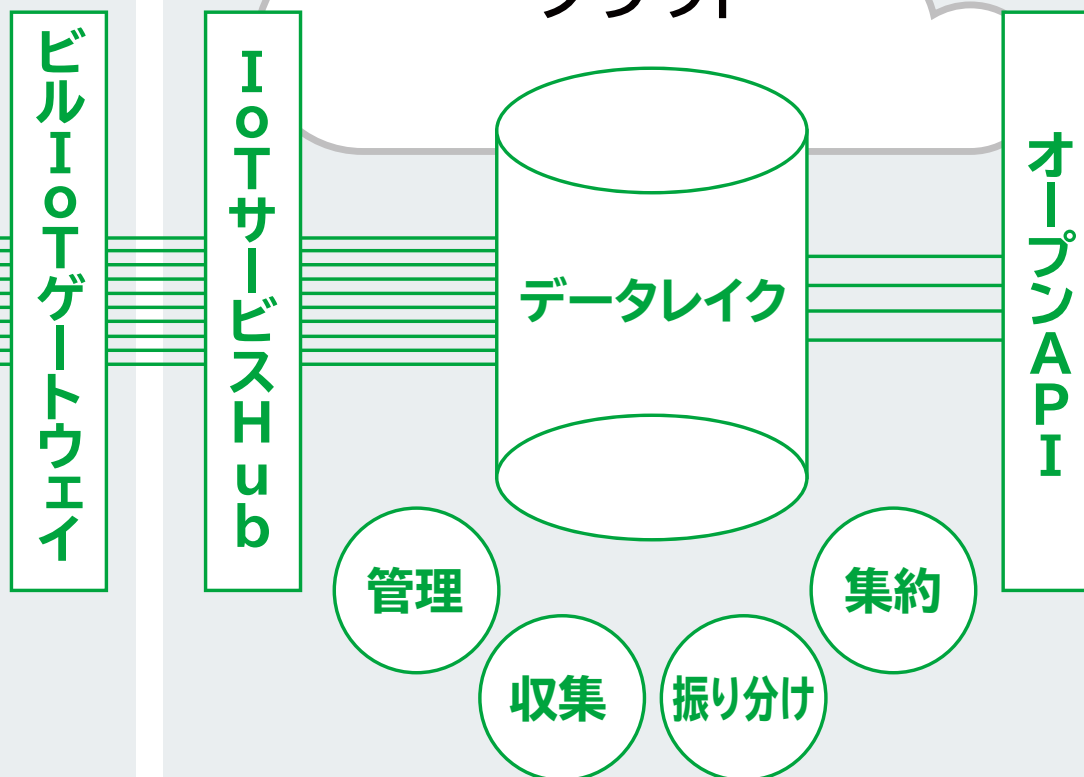 ビルIoTゲートウェイ
IoTサービスHub
データレイク
オープンAPI
管理
収集
振り分け
集約